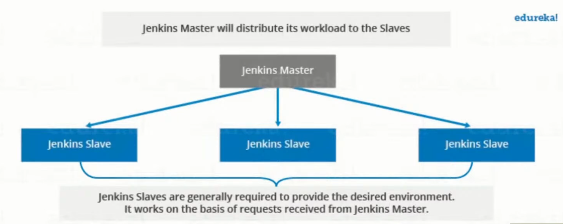 edureka!
Jenkins Master will distribute its workload to the Slaves
Jenkins Master
Jenkins Slave
Jenkins Slave
Jenkins Slave
Jenkins Slaves are generally required to provide the desired environment.
It works on the basis of requests received from Jenkins Master.